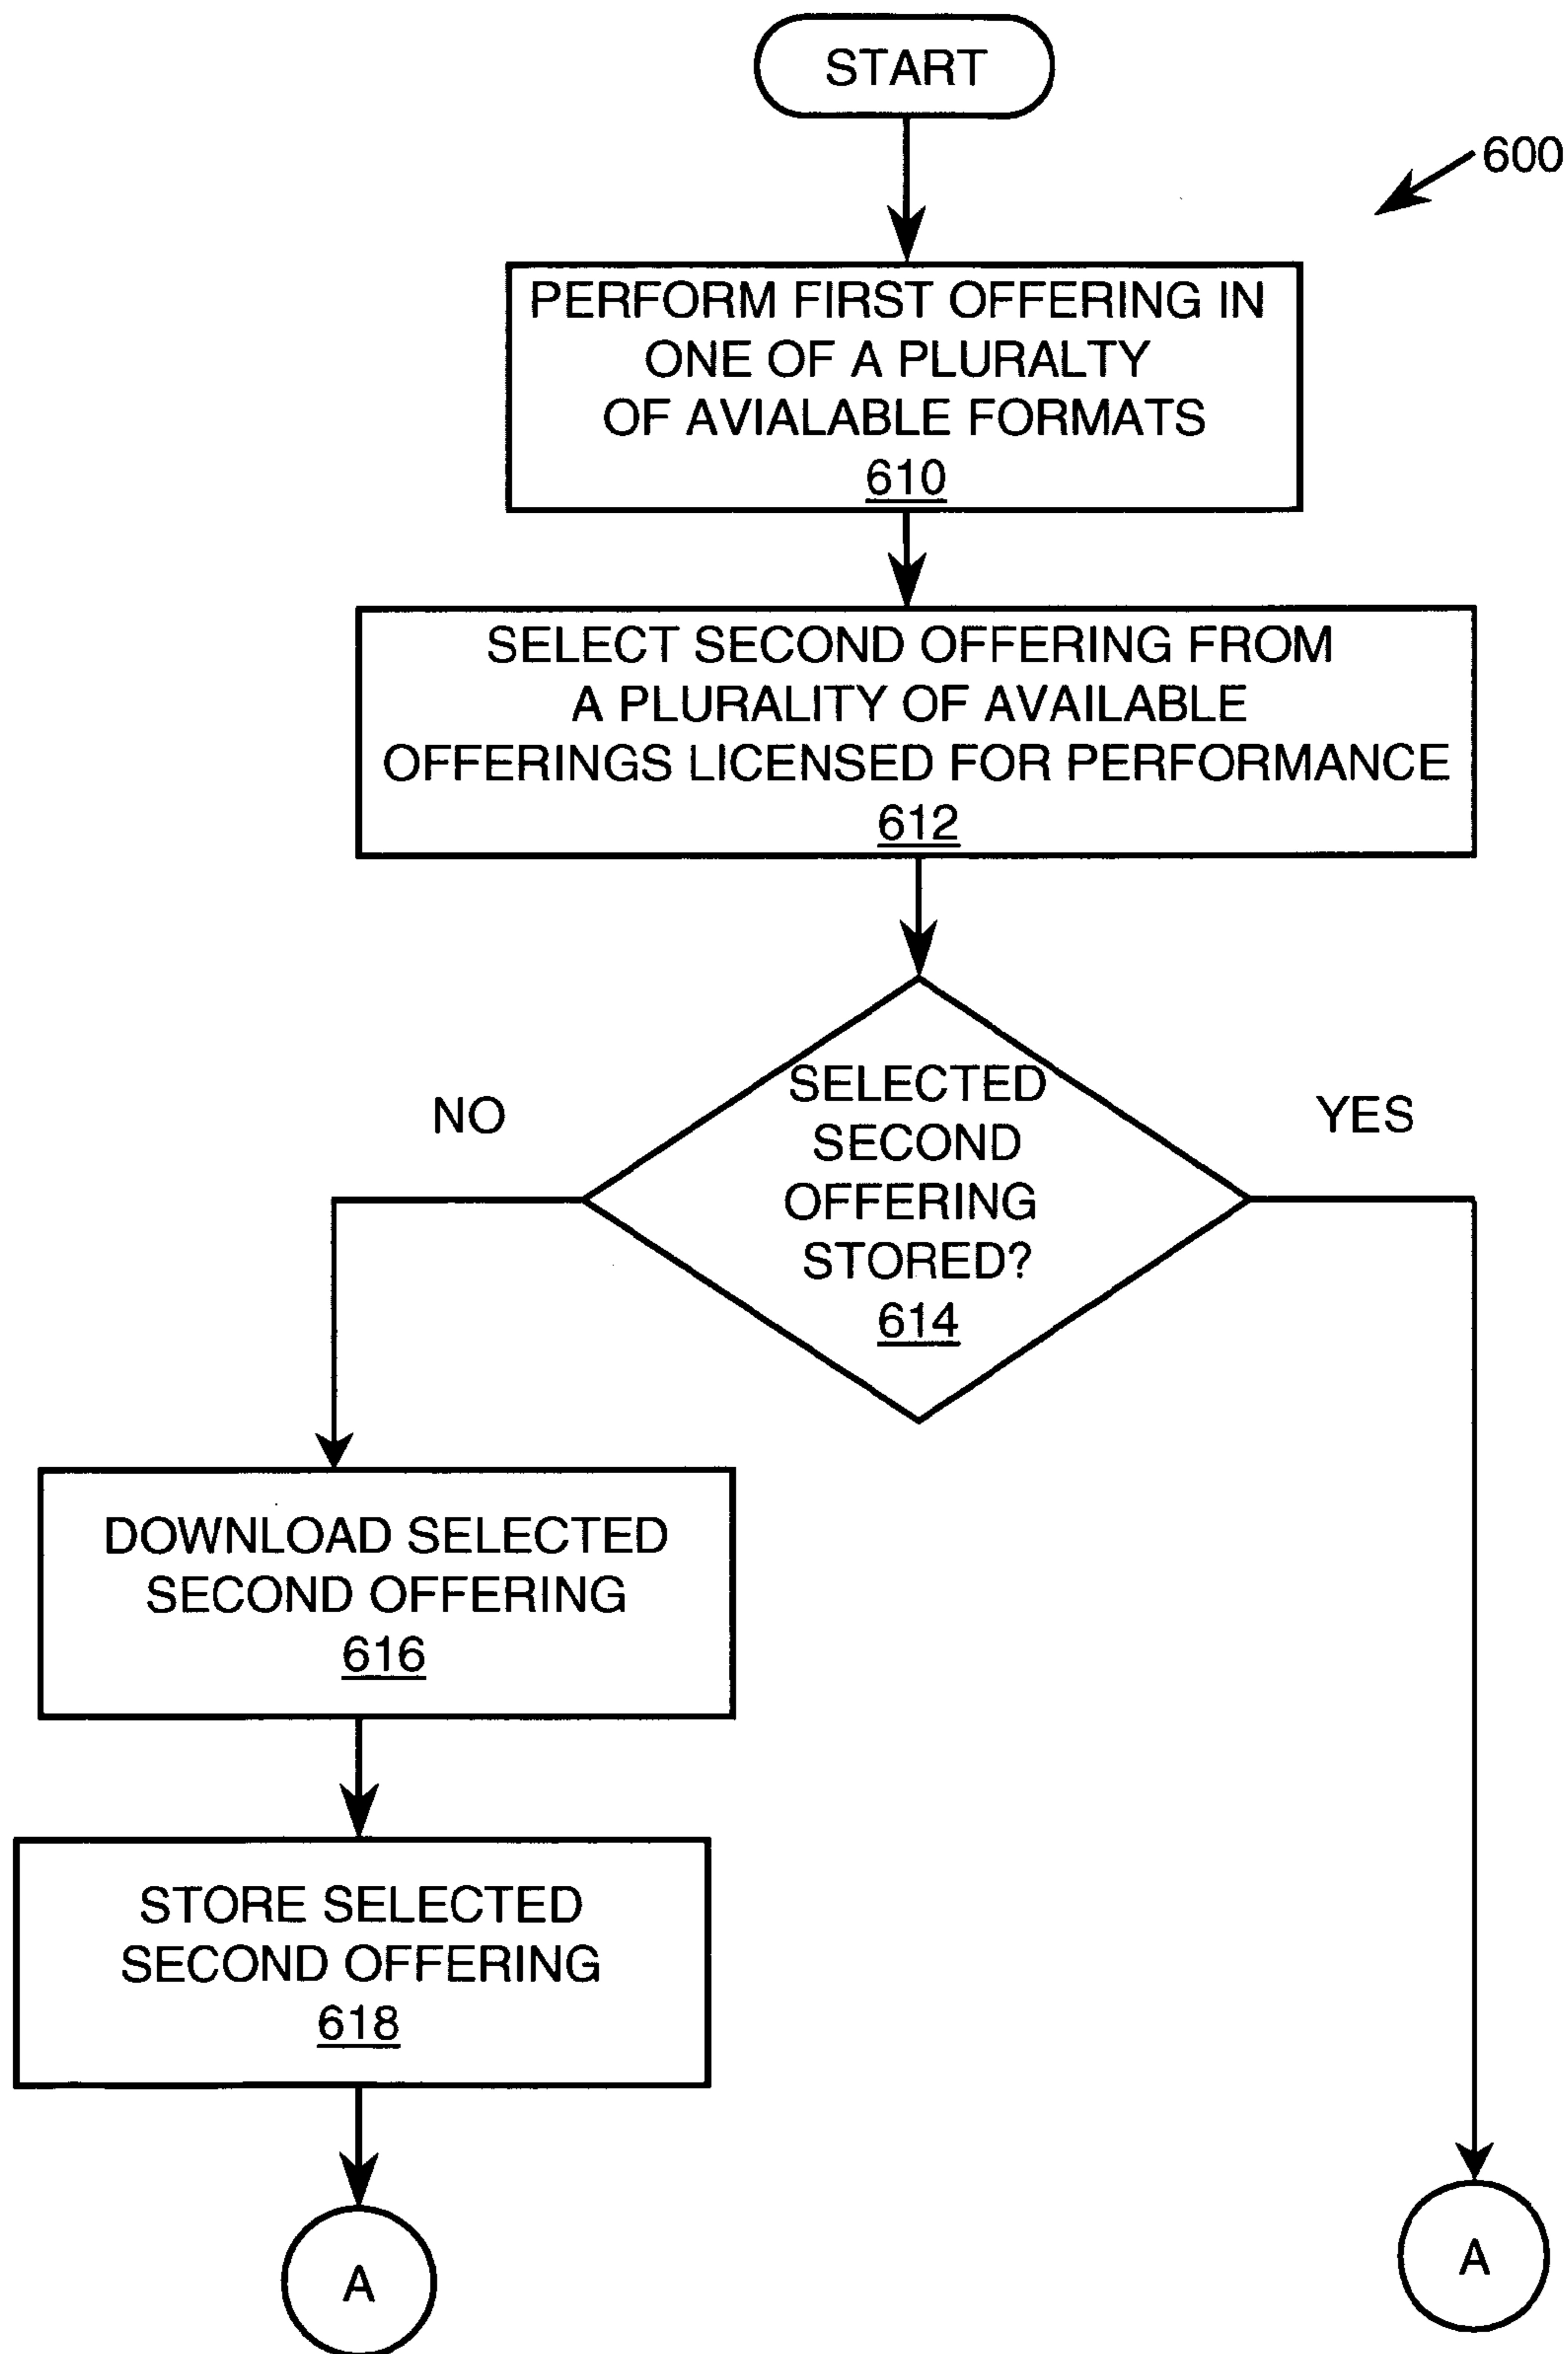 START
600
PERFORM FIRST OFFERING IN
ONE OF A PLURALTY
OF AVIALABLE FORMATS
610
SELECT SECOND OFFERING FROM
A PLURALITY OF AVAILABLE
OFFERINGS LICENSED FOR PERFORMANCE
612
NO
SELECTED
SECOND
OFFERING
STORED?
614
YES
DOWNLOAD SELECTED
SECOND OFFERING
616
STORE SELECTED
SECOND OFFERING
618
A
A